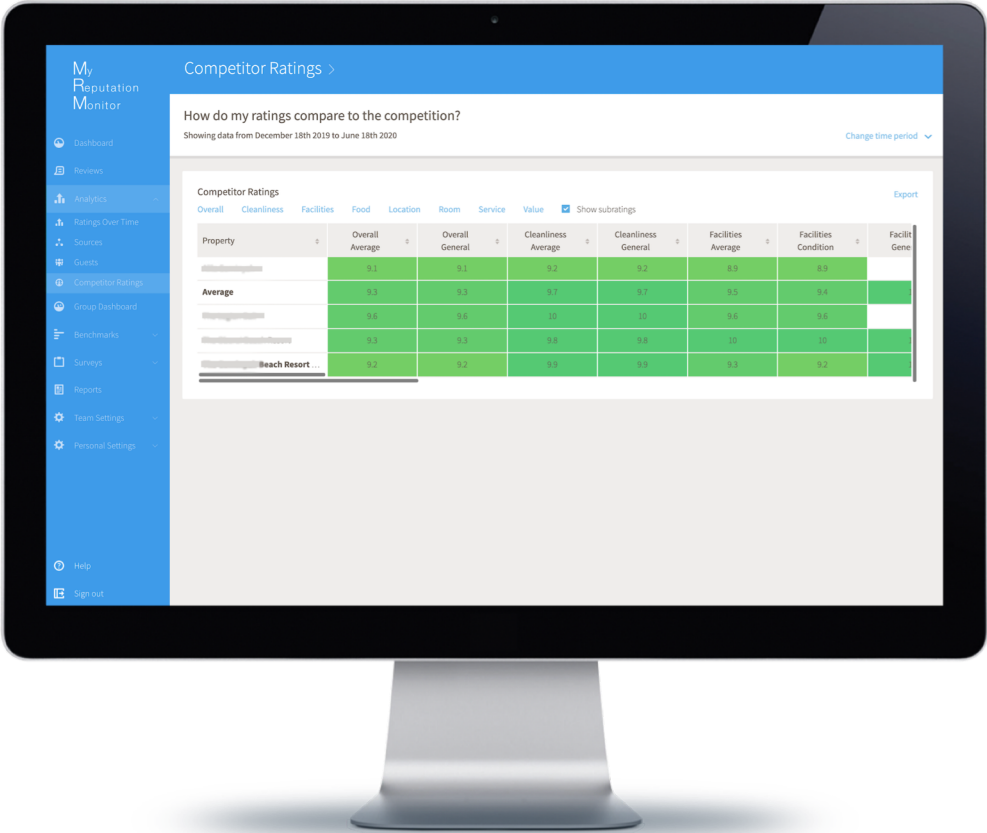 My
Reputation
Monitor
Dashboard
Reviews
Analytics
Ratings Over Time
Sources
Guests
Competitor Ratings
Group Dashboard
Benchmarks
Surveys
Reports
Team Settings
Personal Settings
Help
Sign out
Competitor Ratings >
How do my ratings compare to the competition?
Showing data from December 18th 2019 to June 18th 2020
Change time period
Competitor Ratings
Export
Overall Cleanliness Facilities Food Location Room Service Value Show subratings
Property Overall Average Overall General Cleanliness Average Cleanliness General Facilities Average Facilities Condition Facilit Gene
9.1 9.1 9.2 9.2 8.9 8.9
Average 9.3 9.3 9.7 9.7 9.5 9.4
9.6 9.6 10 10 9.6 9.6
9.3 9.3 9.8 9.8 10 10
Beach Resort ... 9.2 9.2 9.9 9.9 9.3 9.2